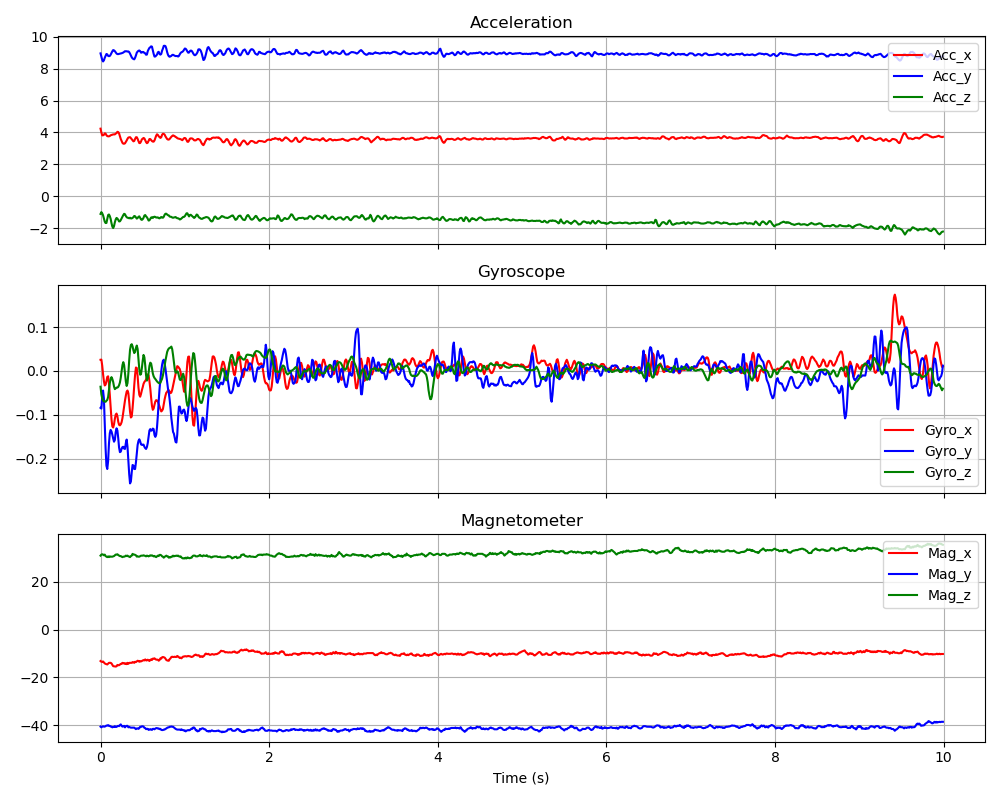 Acceleration
10
8
6
4
2
0
−2
Acc_x
Acc_y
Acc_z
Gyroscope
0.1
0.0
−0.1
−0.2
Gyro_x
Gyro_y
Gyro_z
Magnetometer
20
0
−20
−40
Mag_x
Mag_y
Mag_z
0 2 4 6 8 10
Time (s)